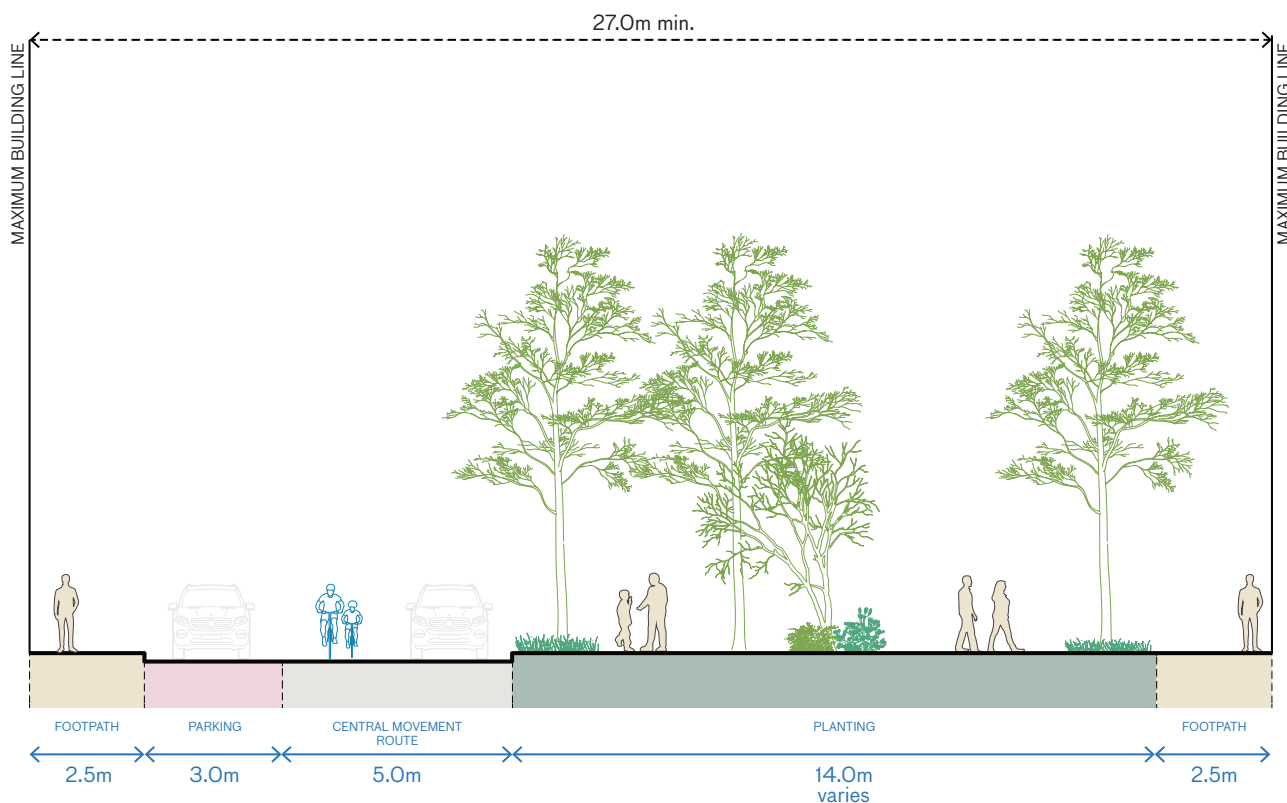 27.0m min.
MAXIMUM BUILDING LINE
MAXIMUM BUILDING LINE
FOOTPATH
PARKING
CENTRAL MOVEMENT
ROUTE
PLANTING
FOOTPATH
2.5m
3.0m
5.0m
14.0m
varies
2.5m